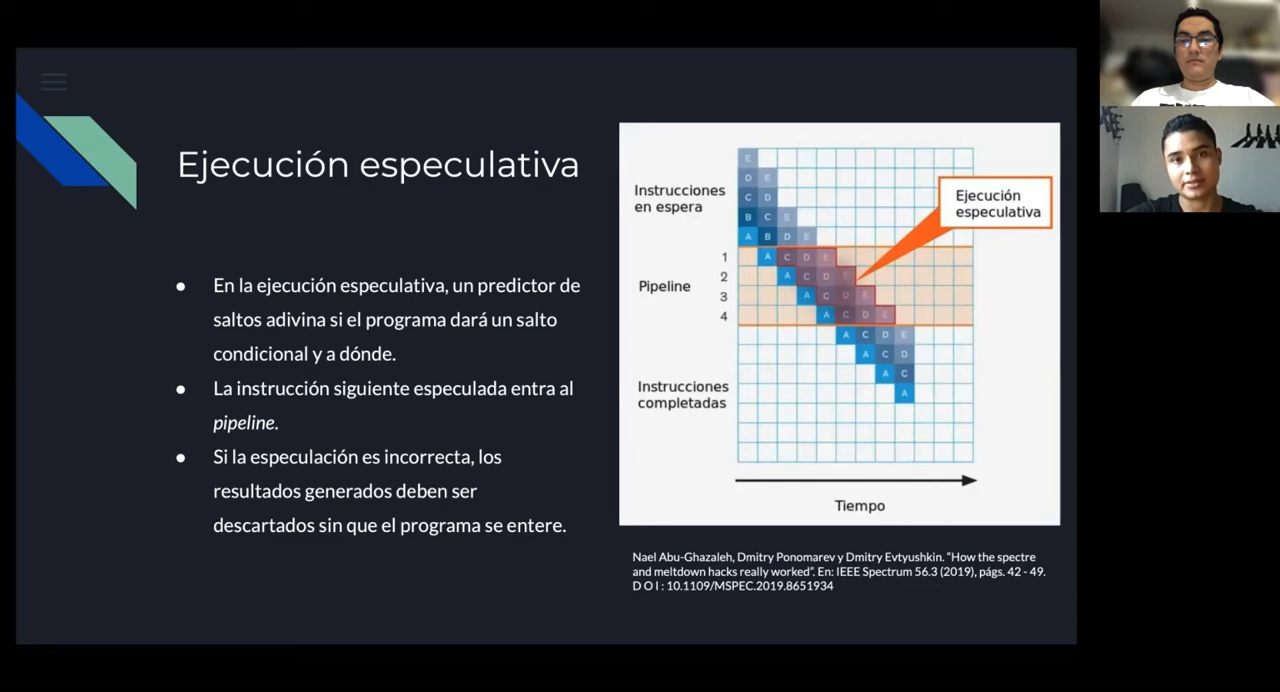 Ejecución especulativa
● En la ejecución especulativa, un predictor de
saltos adivina si el programa dará un salto
condicional y a dónde.
● La instrucción siguiente especulada entra al
pipeline.
● Si la especulación es incorrecta, los
resultados generados deben ser
descartados sin que el programa se entere.
Instrucciones
en espera
E
D E
C D
B C E
A B D E
Ejecución
especulativa
Pipeline
1 A C D E
2 A C D E
3 A C D E
4 A C D E
Instrucciones
completadas
A C D E
A C D
A C
A
Tiempo
Nael Abu-Ghazaleh, Dmitry Ponomarev y Dmitry Evtyushkin. “How the spectre
and meltdown hacks really worked”. En: IEEE Spectrum 56.3 (2019), págs. 42 - 49.
D O I : 10.1109/MSPEC.2019.8651934